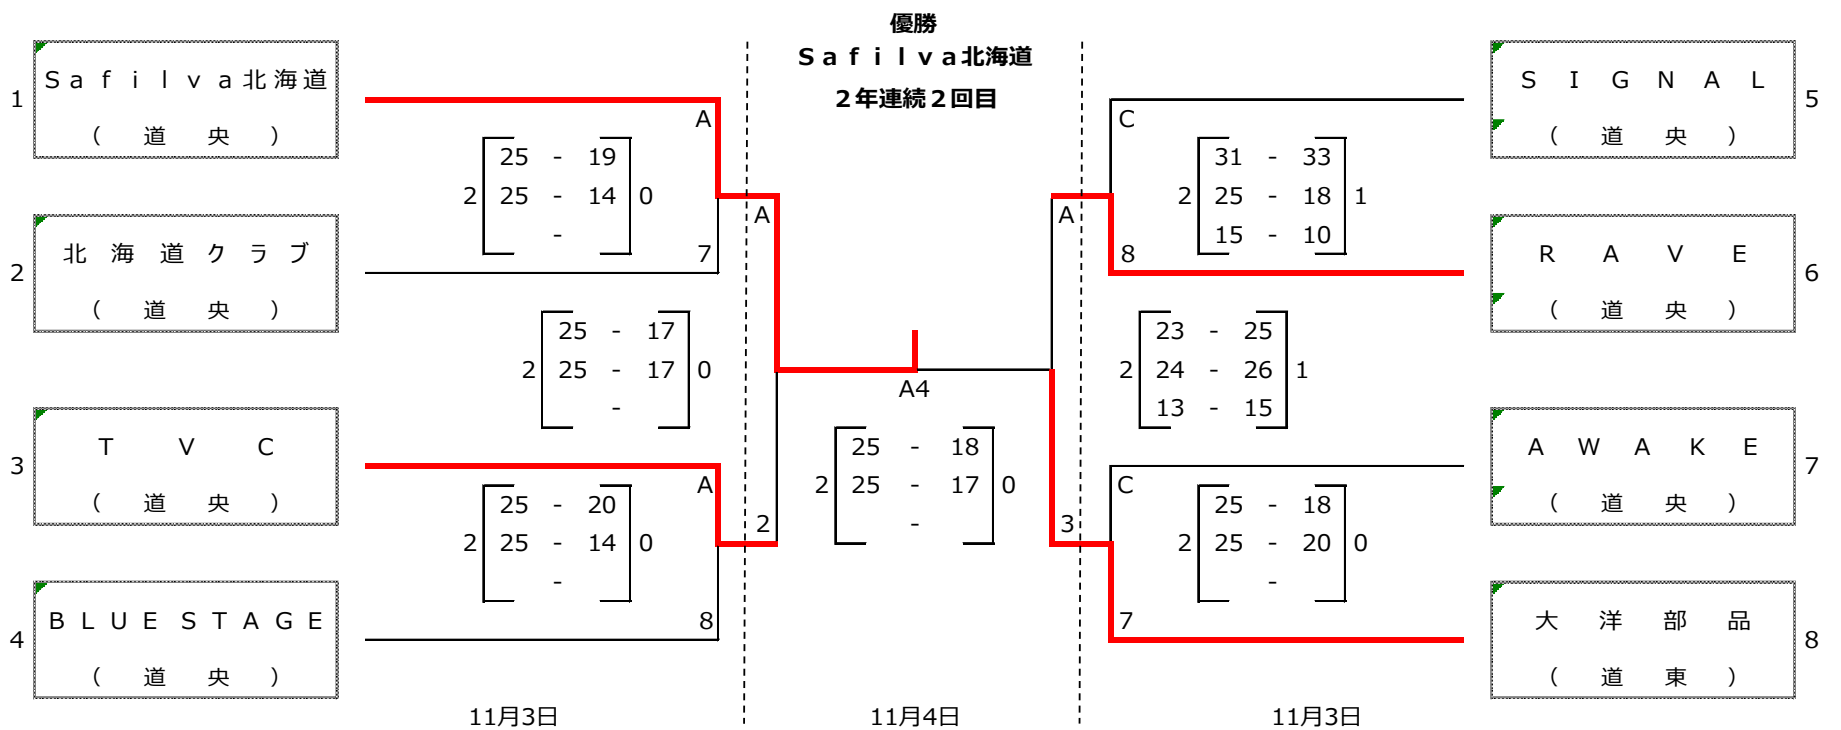 優勝
Ｓａｆｉｌｖａ北海道
２年連続２回目
1
Ｓａｆｉｌｖａ北海道
（道央）
2
北海道クラブ
（道央）
3
ＴＶＣ
（道央）
4
ＢＬＵＥＳＴＡＧＥ
（道央）
A
7
2
25 - 19
25 - 14
-
0
A
2
2
25 - 17
25 - 17
-
0
A
8
2
25 - 20
25 - 14
-
0
A4
2
25 - 18
25 - 17
-
0
C
8
2
31 - 33
25 - 18
15 - 10
1
A
3
2
23 - 25
24 - 26
13 - 15
1
C
7
2
25 - 18
25 - 20
-
0
ＳＩＧＮＡＬ
（道央）
5
ＲＡＶＥ
（道央）
6
ＡＷＡＫＥ
（道央）
7
大洋部品
（道東）
8
11月3日
11月4日
11月3日